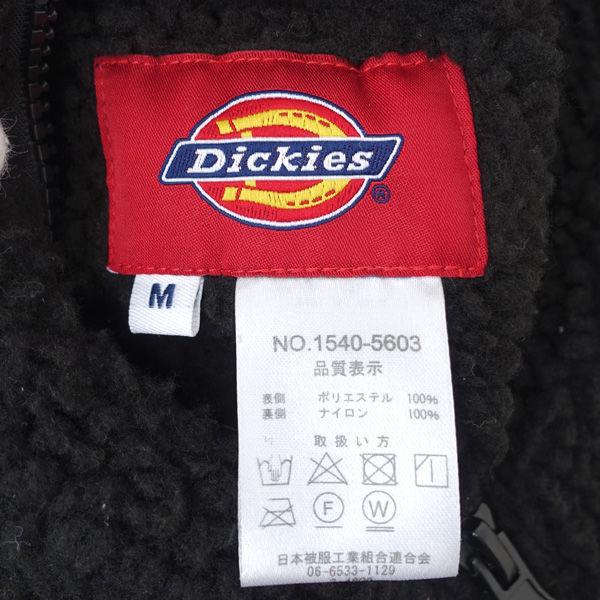 Dickies
®
M
NO.1540-5603
品質表示
表側 ポリエステル 100%
裏側 ナイロン 100%
取扱い方
F W
日本被服工業組合連合会
06-6533-1129